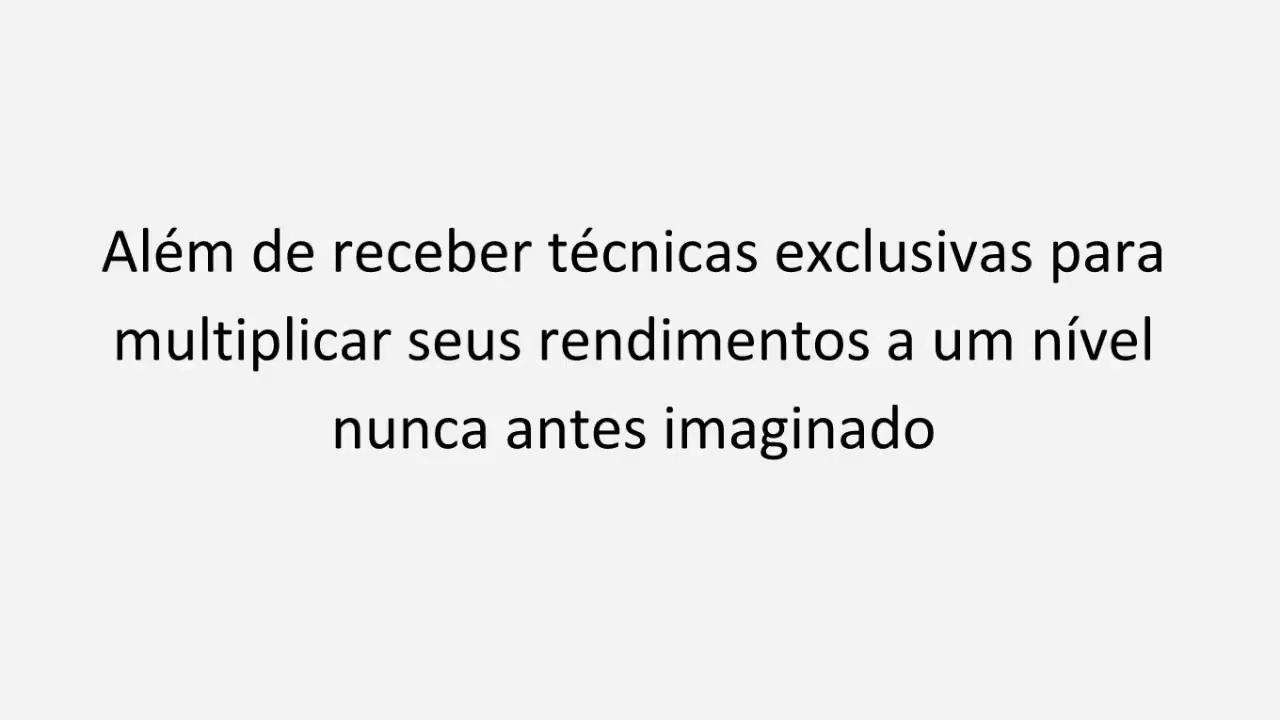 Além de receber técnicas exclusivas para
multiplicar seus rendimentos a um nível
nunca antes imaginado